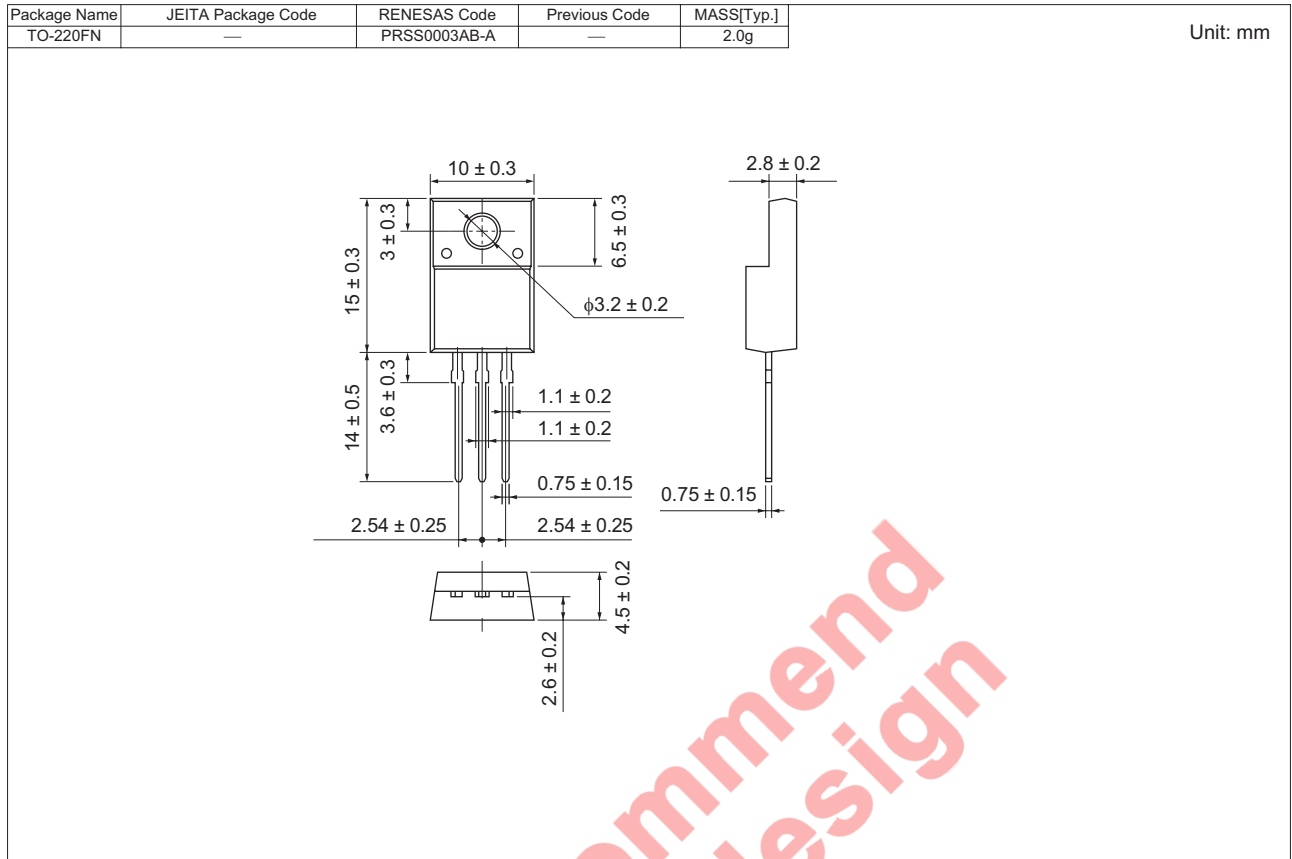 Package Name JEITA Package Code RENESAS Code Previous Code MASS[Typ.]
TO-220FN — PRSS0003AB-A — 2.0g
Unit: mm
10 ± 0.3
2.8 ± 0.2
3 ± 0.3
6.5 ± 0.3
15 ± 0.3
ϕ3.2 ± 0.2
3.6 ± 0.3
14 ± 0.5
1.1 ± 0.2
1.1 ± 0.2
0.75 ± 0.15
0.75 ± 0.15
2.54 ± 0.25
2.54 ± 0.25
4.5 ± 0.2
2.6 ± 0.2
design